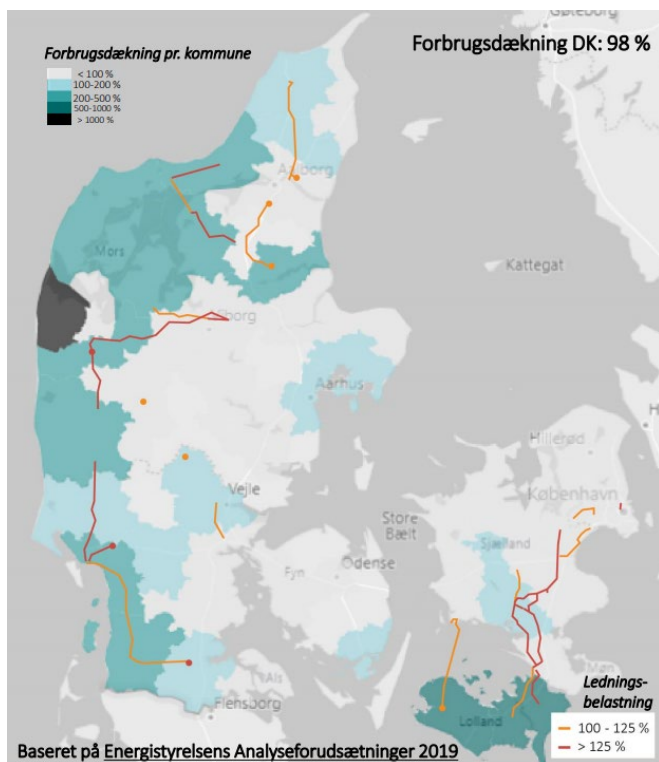 Göteborg
Forbrugsdækning pr. kommune
< 100 %
100-200 %
200-500 %
500-1000 %
> 1000 %
Forbrugsdækning DK: 98 %
Aalborg
Mors
Kattegat
Viborg
Aarhus
Hillerød
København
Vejle
Store
Bælt
Sjælland
Odense
Fyn
Møn
Als
Flensborg
Lolland
Lednings-
belastning
100 - 125 %
> 125 %
Baseret på Energistyrelsens Analyseforudsætninger 2019